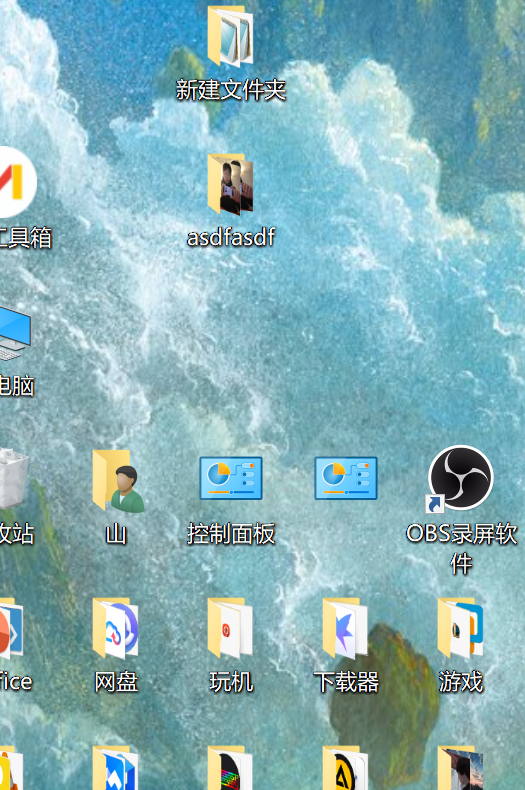 新建文件夹
工具箱
asdfasdf
电脑
收站
山
控制面板
OBS录屏软
件
fice
网盘
玩机
下载器
游戏